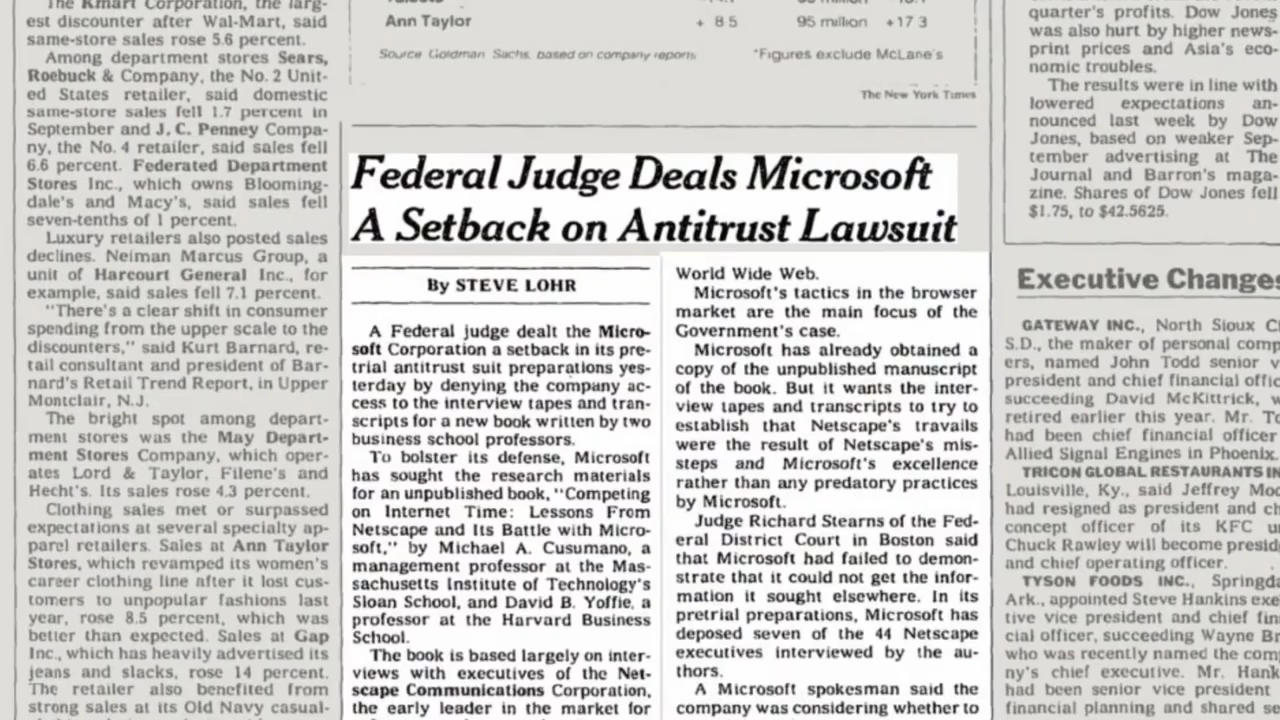 The Kmart Corporation, the larg-
est discounter after Wal-Mart, said
same-store sales rose 5.6 percent.
Among department stores Sears,
Roebuck & Company, the No. 2 Unit-
ed States retailer, said domestic
same-store sales fell 1.7 percent in
September and J. C. Penney Compa-
ny, the No. 4 retailer, said sales fell
6.6 percent. Federated Department
Stores Inc., which owns Blooming-
dale's and Macy's, said sales fell
seven-tenths of 1 percent.
Luxury retailers also posted sales
declines. Neiman Marcus Group, a
unit of Harcourt General Inc., for
example, said sales fell 7.1 percent.
"There's a clear shift in consumer
spending from the upper scale to the
discounters," said Kurt Barnard, re-
tail consultant and president of Bar-
nard's Retail Trend Report, in Upper
Montclair, N.J.
The bright spot among depart-
ment stores was the May Depart-
ment Stores Company, which oper-
ates Lord & Taylor, Filene's and
Hecht's. Its sales rose 4.3 percent.
Clothing sales met or surpassed
expectations at several specialty ap-
parel retailers. Sales at Ann Taylor
Stores, which revamped its women's
career clothing line after it lost cus-
tomers to unpopular fashions last
year, rose 8.5 percent, which was
better than expected. Sales at Gap
Inc., which has heavily advertised its
jeans and slacks, rose 14 percent.
The retailer also benefited from
strong sales at its Old Navy casual-
Ann Taylor + 8 5 95 million +17 3
Source Goldman Sachs, based on company reports *Figures exclude McLane's
The New York Times
Federal Judge Deals Microsoft
A Setback on Antitrust Lawsuit
By STEVE LOHR
A Federal judge dealt the Micro-
soft Corporation a setback in its pre-
trial antitrust suit preparations yes-
terday by denying the company ac-
cess to the interview tapes and tran-
scripts for a new book written by two
business school professors.
To bolster its defense, Microsoft
has sought the research materials
for an unpublished book, "Competing
on Internet Time: Lessons From
Netscape and Its Battle with Micro-
soft," by Michael A. Cusumano, a
management professor at the Mas-
sachusetts Institute of Technology's
Sloan School, and David B. Yoffie, a
professor at the Harvard Business
School.
The book is based largely on inter-
views with executives of the Net-
scape Communications Corporation,
the early leader in the market for
World Wide Web.
Microsoft's tactics in the browser
market are the main focus of the
Government's case.
Microsoft has already obtained a
copy of the unpublished manuscript
of the book. But it wants the inter-
view tapes and transcripts to try to
establish that Netscape's travails
were the result of Netscape's mis-
steps and Microsoft's excellence
rather than any predatory practices
by Microsoft.
Judge Richard Stearns of the Fed-
eral District Court in Boston said
that Microsoft had failed to demon-
strate that it could not get the infor-
mation it sought elsewhere. In its
pretrial preparations, Microsoft has
deposed seven of the 44 Netscape
executives interviewed by the au-
thors.
A Microsoft spokesman said the
company was considering whether to
quarter's profits. Dow Jones
was also hurt by higher news-
print prices and Asia's eco-
nomic troubles.
The results were in line with
lowered expectations an-
nounced last week by Dow
Jones, based on weaker Sep-
tember advertising at The
Journal and Barron's maga-
zine. Shares of Dow Jones fell
$1.75, to $42.5625.
Executive Changes
GATEWAY INC., North Sioux
S.D., the maker of personal comp
ers, named John Todd senior v
president and chief financial offic
succeeding David McKittrick, w
retired earlier this year. Mr. To
had been chief financial officer
Allied Signal Engines in Phoenix.
TRICON GLOBAL RESTAURANTS IN
Louisville, Ky., said Jeffrey Moo
had resigned as president and ch
concept officer of its KFC un
Chuck Rawley will become presid
and chief operating officer.
TYSON FOODS INC., Springda
Ark., appointed Steve Hankins exe
tive vice president and chief fin
cial officer, succeeding Wayne Br
who was recently named the com
ny's chief executive. Mr. Hank
had been senior vice president
financial planning and shared se